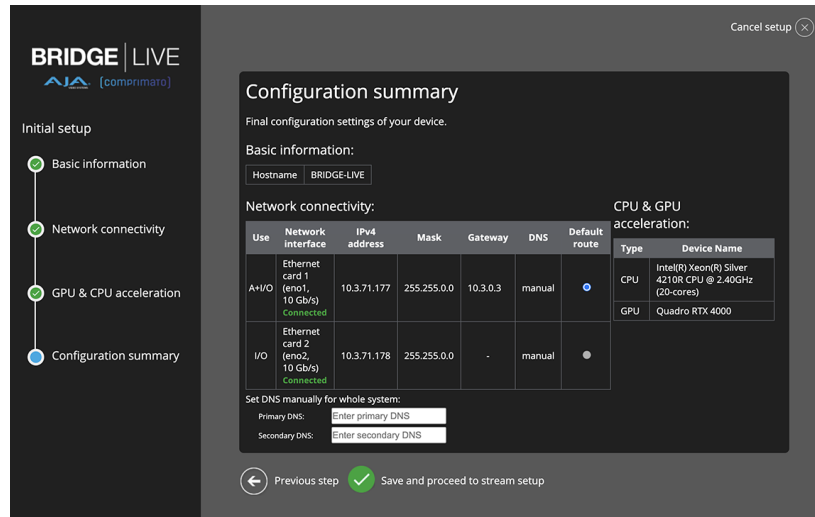 Cancel setup
BRIDGE LIVE
AJA [comprimato]
Initial setup
Basic information
Network connectivity
GPU & CPU acceleration
Configuration summary
Configuration summary
Final configuration settings of your device.
Basic information:
Hostname BRIDGE-LIVE
Network connectivity:
Use Network interface IPv4 address Mask Gateway DNS Default route
A+I/O Ethernet card 1 (eno1, 10 Gb/s) Connected 10.3.71.177 255.255.0.0 10.3.0.3 manual
I/O Ethernet card 2 (eno2, 10 Gb/s) Connected 10.3.71.178 255.255.0.0 - manual
Set DNS manually for whole system:
Primary DNS: Enter primary DNS
Secondary DNS: Enter secondary DNS
CPU & GPU
acceleration:
Type Device Name
CPU Intel(R) Xeon(R) Silver 4210R CPU @ 2.40GHz (20-cores)
GPU Quadro RTX 4000
Previous step
Save and proceed to stream setup